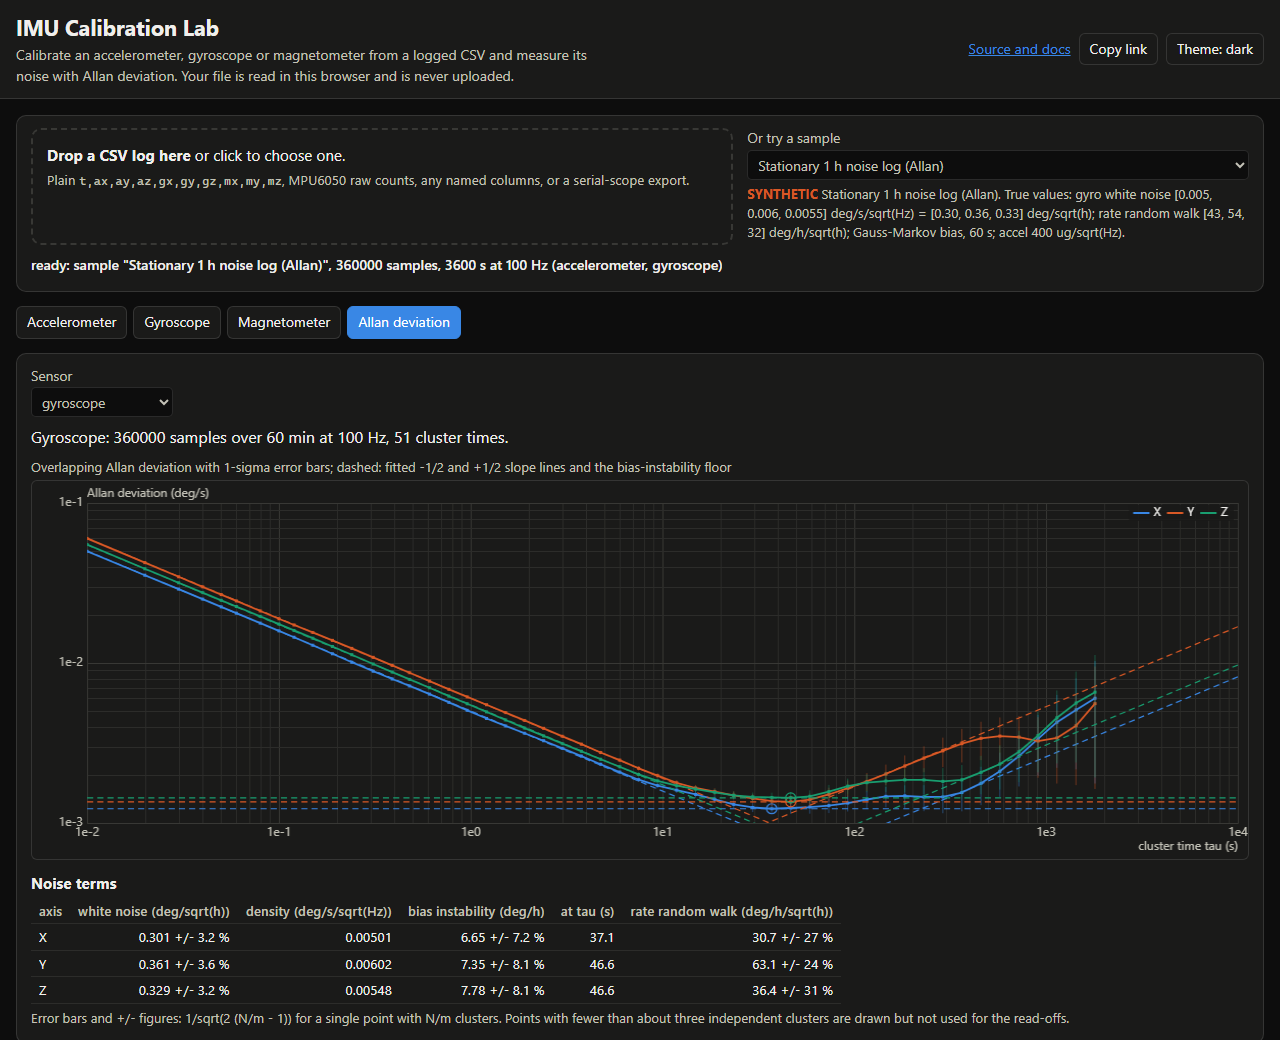 IMU Calibration Lab
Calibrate an accelerometer, gyroscope or magnetometer from a logged CSV and measure its
noise with Allan deviation. Your file is read in this browser and is never uploaded.
Source and docs
Copy link
Theme: dark
Drop a CSV log here or click to choose one.
Plain t,ax,ay,az,gx,gy,gz,mx,my,mz, MPU6050 raw counts, any named columns, or a serial-scope export.
Or try a sample
Stationary 1 h noise log (Allan)
SYNTHETIC Stationary 1 h noise log (Allan). True values: gyro white noise [0.005,
0.006, 0.0055] deg/s/sqrt(Hz) = [0.30, 0.36, 0.33] deg/sqrt(h); rate random walk [43, 54,
32] deg/h/sqrt(h); Gauss-Markov bias, 60 s; accel 400 ug/sqrt(Hz).
ready: sample "Stationary 1 h noise log (Allan)", 360000 samples, 3600 s at 100 Hz (accelerometer, gyroscope)
Accelerometer
Gyroscope
Magnetometer
Allan deviation
Sensor
gyroscope
Gyroscope: 360000 samples over 60 min at 100 Hz, 51 cluster times.
Overlapping Allan deviation with 1-sigma error bars; dashed: fitted -1/2 and +1/2 slope lines and the bias-instability floor
Allan deviation (deg/s)
1e-1
X Y Z
1e-2
1e-3
1e-2 1e-1 1e0 1e1 1e2 1e3 1e4
cluster time tau (s)
Noise terms
axis white noise (deg/sqrt(h)) density (deg/s/sqrt(Hz)) bias instability (deg/h) at tau (s) rate random walk (deg/h/sqrt(h))
X 0.301 +/- 3.2 % 0.00501 6.65 +/- 7.2 % 37.1 30.7 +/- 27 %
Y 0.361 +/- 3.6 % 0.00602 7.35 +/- 8.1 % 46.6 63.1 +/- 24 %
Z 0.329 +/- 3.2 % 0.00548 7.78 +/- 8.1 % 46.6 36.4 +/- 31 %
Error bars and +/- figures: 1/sqrt(2 (N/m - 1)) for a single point with N/m clusters. Points with fewer than about three independent clusters are drawn but not used for the read-offs.